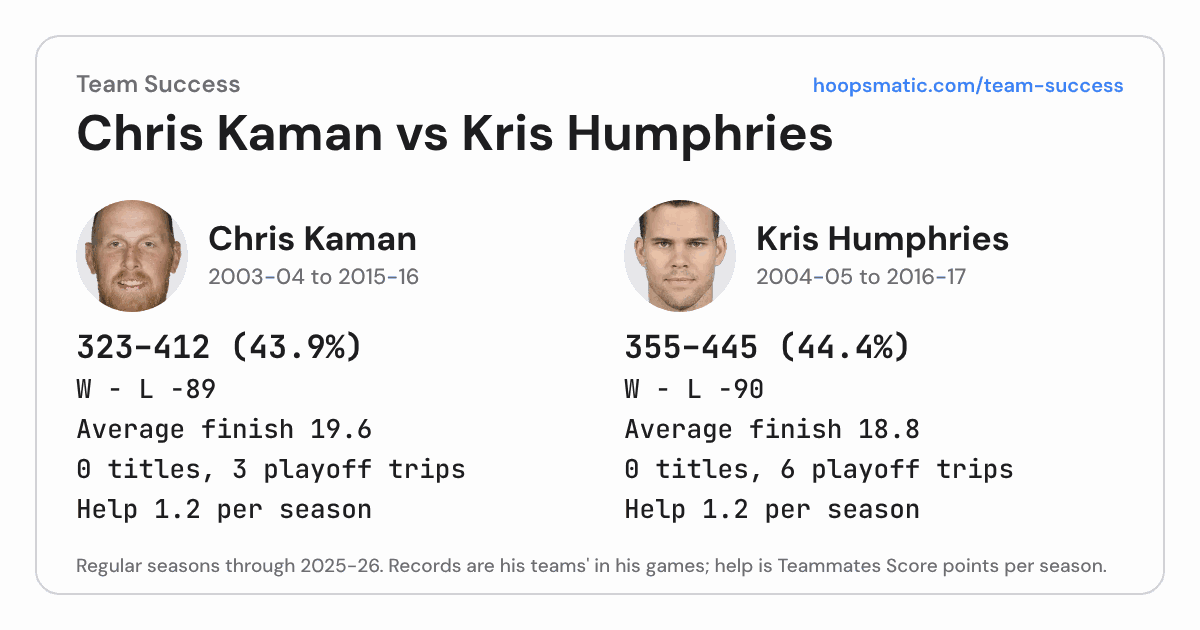 Team Success
hoopsmatic.com/team-success
Chris Kaman vs Kris Humphries
Chris Kaman
2003-04 to 2015-16
323-412 (43.9%)
W - L -89
Average finish 19.6
0 titles, 3 playoff trips
Help 1.2 per season
Kris Humphries
2004-05 to 2016-17
355-445 (44.4%)
W - L -90
Average finish 18.8
0 titles, 6 playoff trips
Help 1.2 per season
Regular seasons through 2025-26. Records are his teams' in his games; help is Teammates Score points per season.